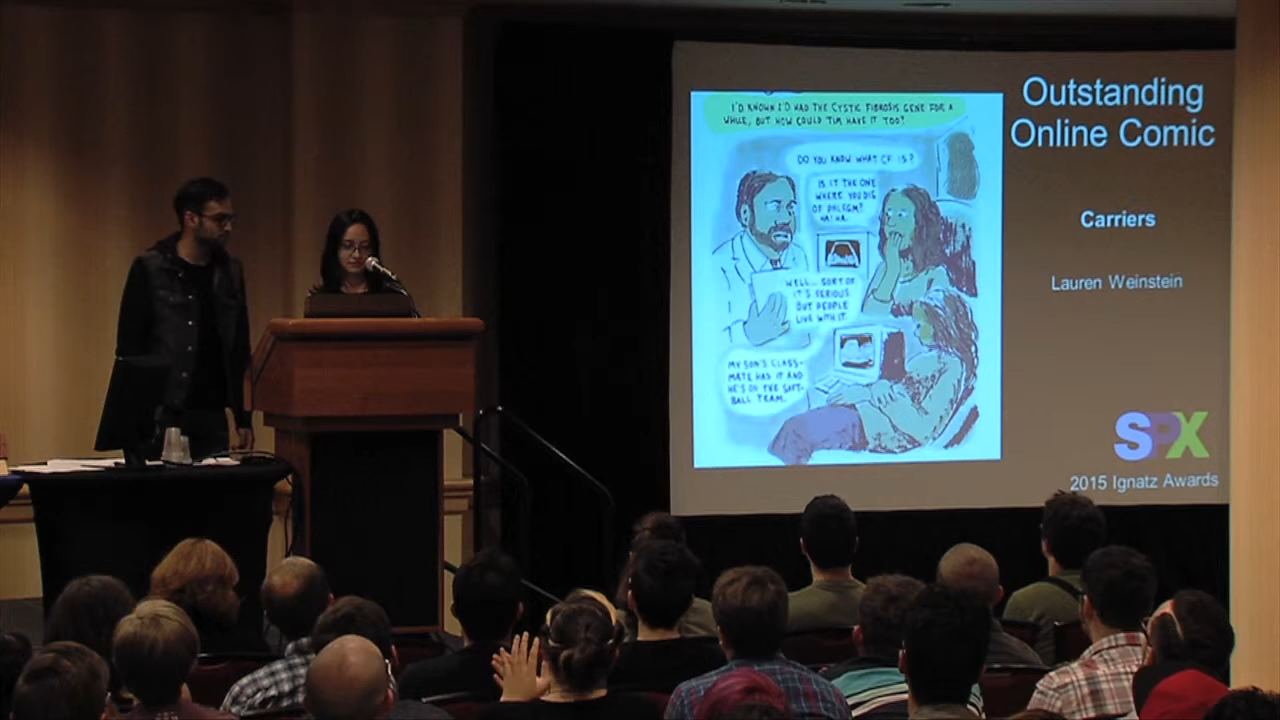 Outstanding
Online Comic
Carriers
Lauren Weinstein
SPX
2015 Ignatz Awards
I'D KNOWN I'D HAD THE CYSTIC FIBROSIS GENE FOR A
WHILE, BUT HOW COULD TIM HAVE IT TOO?
DO YOU KNOW WHAT CF IS?
IS IT THE ONE
WHERE YOU DIE
OF PHLEGM?
HA HA.
WELL... SORT OF
IT'S SERIOUS
BUT PEOPLE
LIVE WITH IT.
MY SON'S CLASS-
MATE HAS IT AND
HE'S ON THE SOFT-
BALL TEAM.